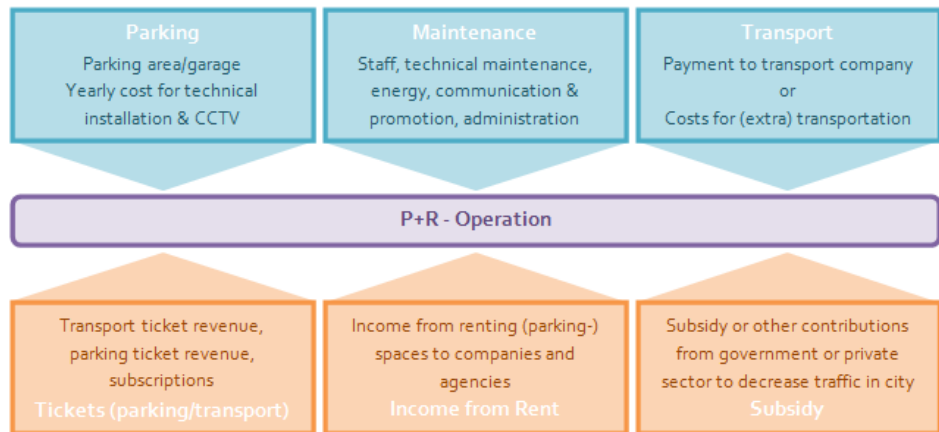 Parking
Parking area/garage
Yearly cost for technical
installation & CCTV
Maintenance
Staff, technical maintenance,
energy, communication &
promotion, administration
Transport
Payment to transport company
or
Costs for (extra) transportation
P+R - Operation
Transport ticket revenue,
parking ticket revenue,
subscriptions
Tickets (parking/transport)
Income from renting (parking-)
spaces to companies and
agencies
Income from Rent
Subsidy or other contributions
from government or private
sector to decrease traffic in city
Subsidy